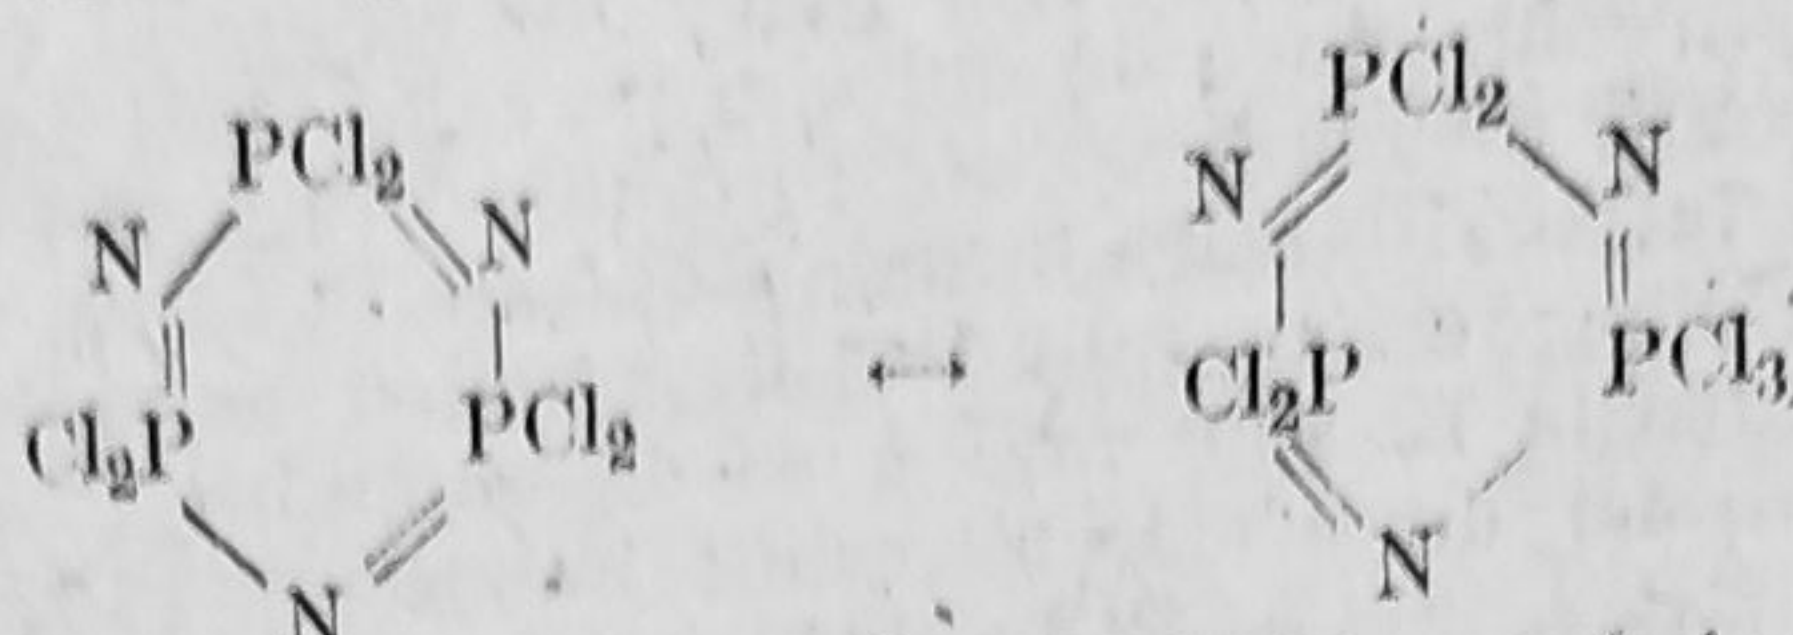 PCl₂ PCl₂
N N N N
Cl₂P PCl₂ ↔ Cl₂P PCl₃,
N N